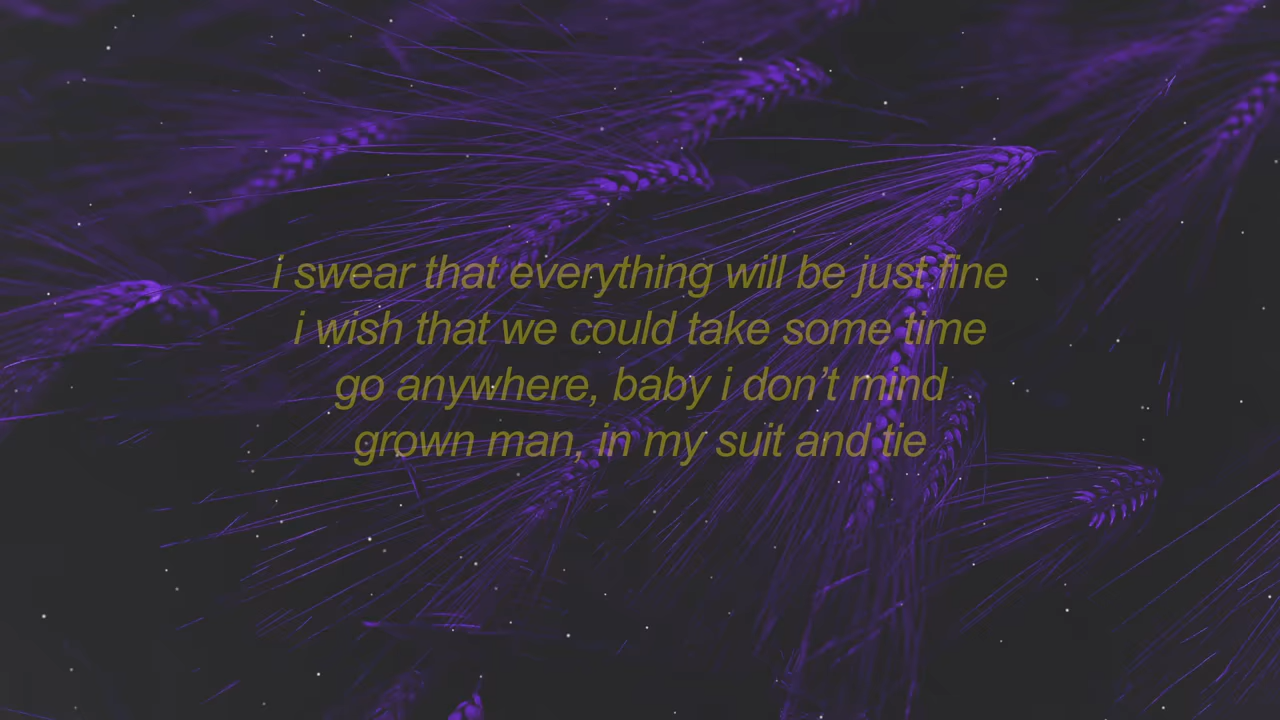 i swear that everything will be just fine
i wish that we could take some time
go anywhere, baby i don’t mind
grown man, in my suit and tie